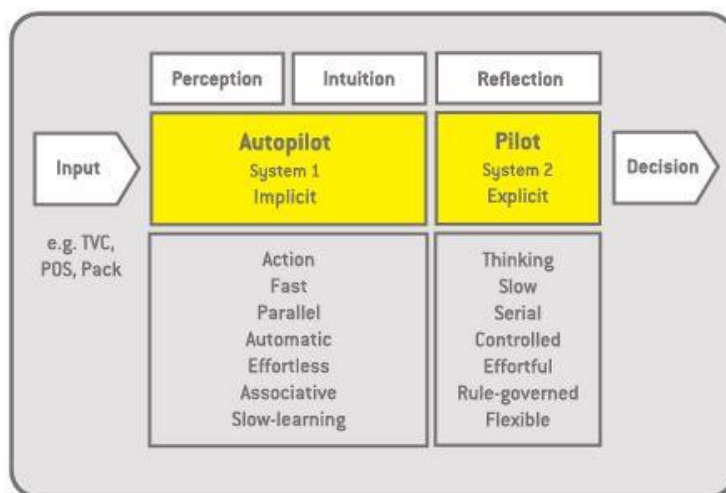 Perception
Intuition
Reflection
Input
Autopilot
System 1
Implicit
Pilot
System 2
Explicit
Decision
e.g. TVC,
POS, Pack
Action
Fast
Parallel
Automatic
Effortless
Associative
Slow-learning
Thinking
Slow
Serial
Controlled
Effortful
Rule-governed
Flexible